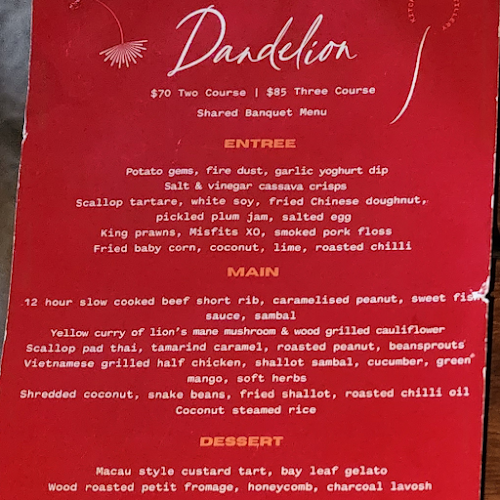 Dandelion
$70 Two Course | $85 Three Course
Shared Banquet Menu
ENTREE
Potato gems, fire dust, garlic yoghurt dip
Salt & vinegar cassava crisps
Scallop tartare, white soy, fried Chinese doughnut,
pickled plum jam, salted egg
King prawns, Misfits XO, smoked pork floss
Fried baby corn, coconut, lime, roasted chilli
MAIN
12 hour slow cooked beef short rib, caramelised peanut, sweet fish
sauce, sambal
Yellow curry of lion's mane mushroom & wood grilled cauliflower
Scallop pad thai, tamarind caramel, roasted peanut, beansprouts
Vietnamese grilled half chicken, shallot sambal, cucumber, green
mango, soft herbs
Shredded coconut, snake beans, fried shallot, roasted chilli oil
Coconut steamed rice
DESSERT
Macau style custard tart, bay leaf gelato
Wood roasted petit fromage, honeycomb, charcoal lavosh